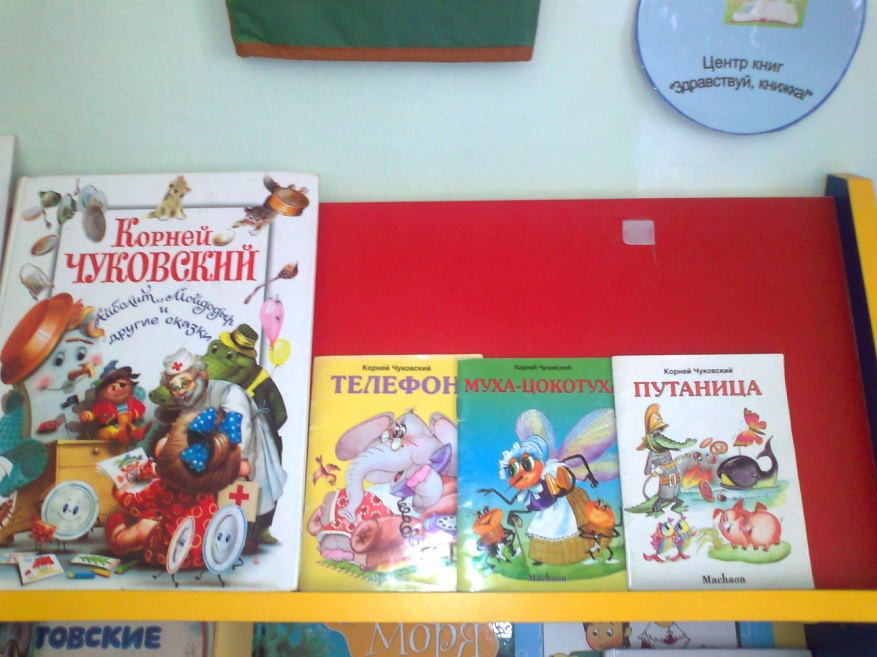 Центр книг
"Здравствуй, книжка!"
Корней
ЧУКОВСКИЙ
Айболит, Мойдодыр
и
другие сказки
Корней Чуковский
ТЕЛЕФОН
Корней Чуковский
МУХА-ЦОКОТУХ
Machaon
Корней Чуковский
ПУТАНИЦА
Machaon
ТОВСКИЕ
Моря